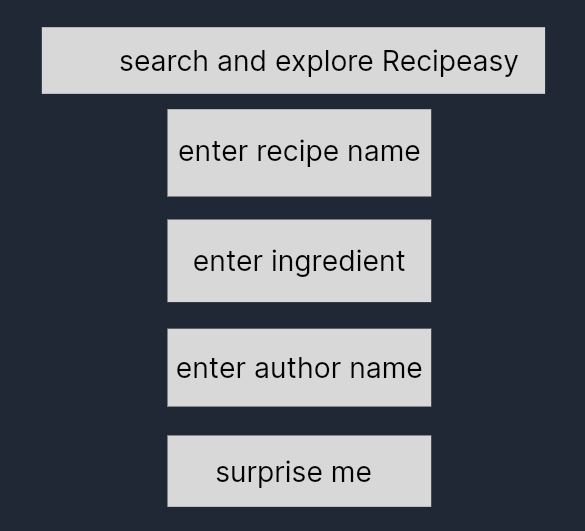 search and explore Recipeasy
enter recipe name
enter ingredient
enter author name
surprise me